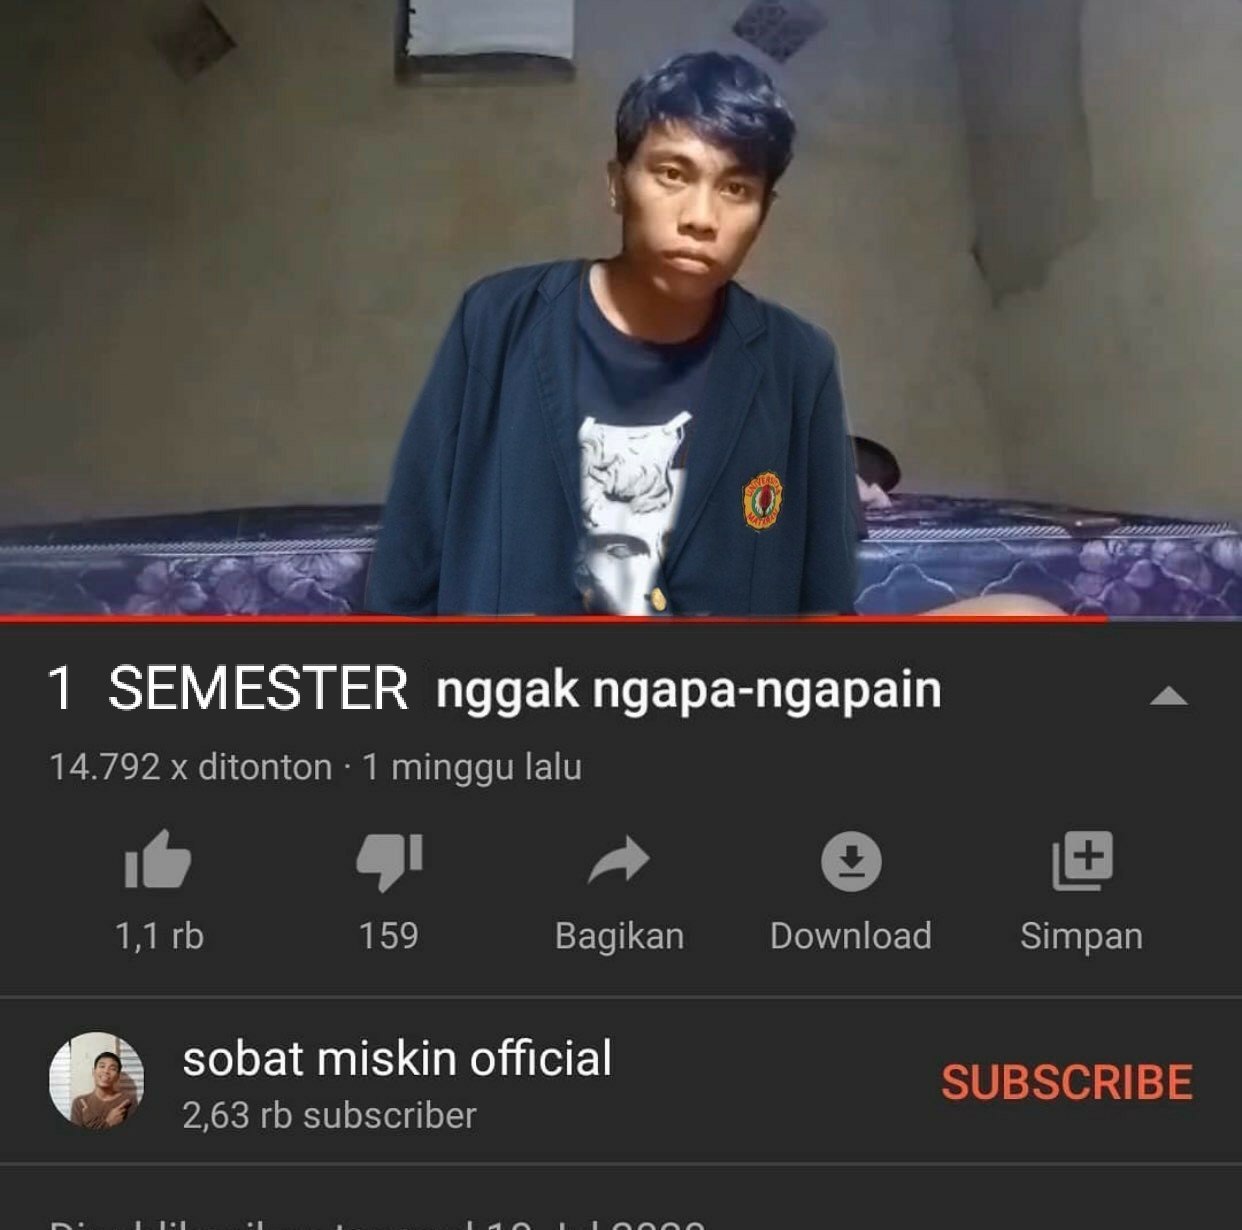 1 SEMESTER nggak ngapa-ngapain
14.792 x ditonton · 1 minggu lalu
1,1 rb
159
Bagikan
Download
Simpan
sobat miskin official
2,63 rb subscriber
SUBSCRIBE